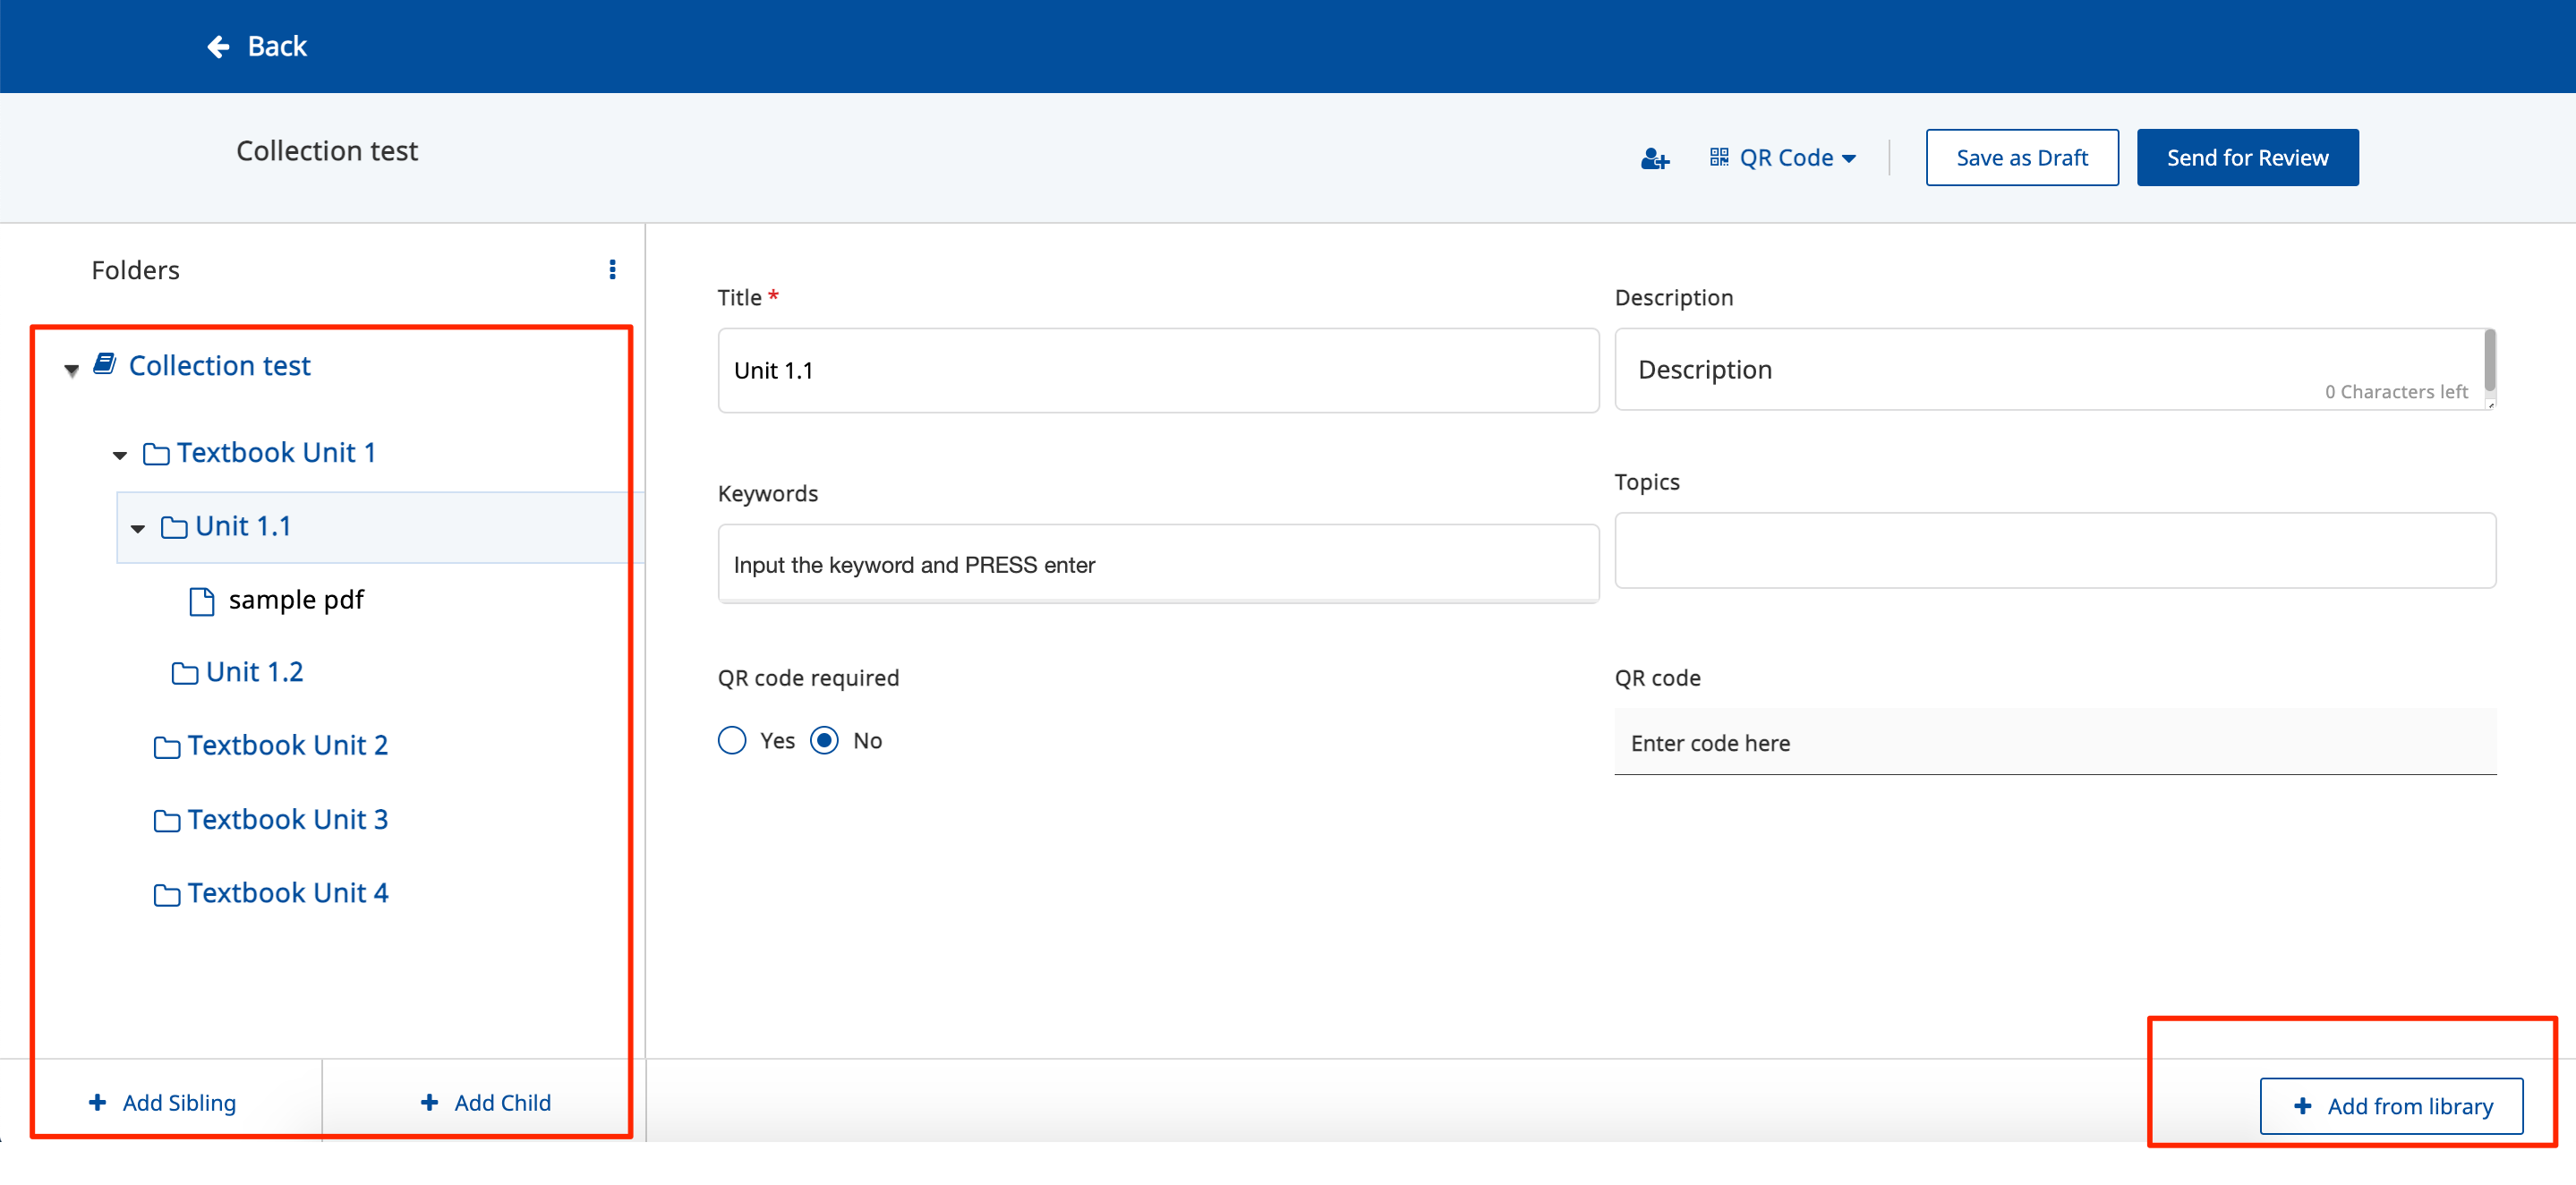 Back
Collection test
QR Code
Save as Draft
Send for Review
Folders
Collection test
Textbook Unit 1
Unit 1.1
sample pdf
Unit 1.2
Textbook Unit 2
Textbook Unit 3
Textbook Unit 4
+ Add Sibling
+ Add Child
Title *
Unit 1.1
Description
Description
0 Characters left
Keywords
Input the keyword and PRESS enter
Topics
QR code required
Yes
No
QR code
Enter code here
+ Add from library